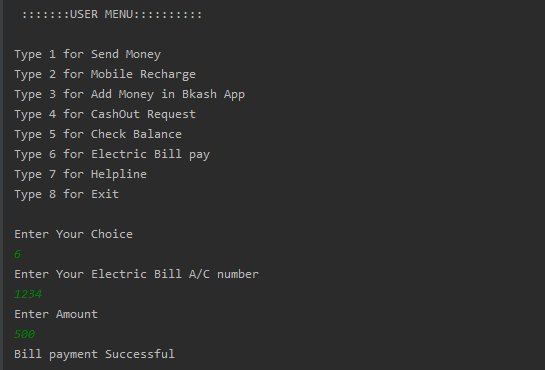 :::::::USER MENU::::::::::
Type 1 for Send Money
Type 2 for Mobile Recharge
Type 3 for Add Money in Bkash App
Type 4 for CashOut Request
Type 5 for Check Balance
Type 6 for Electric Bill pay
Type 7 for Helpline
Type 8 for Exit
Enter Your Choice
6
Enter Your Electric Bill A/C number
1234
Enter Amount
500
Bill payment Successful